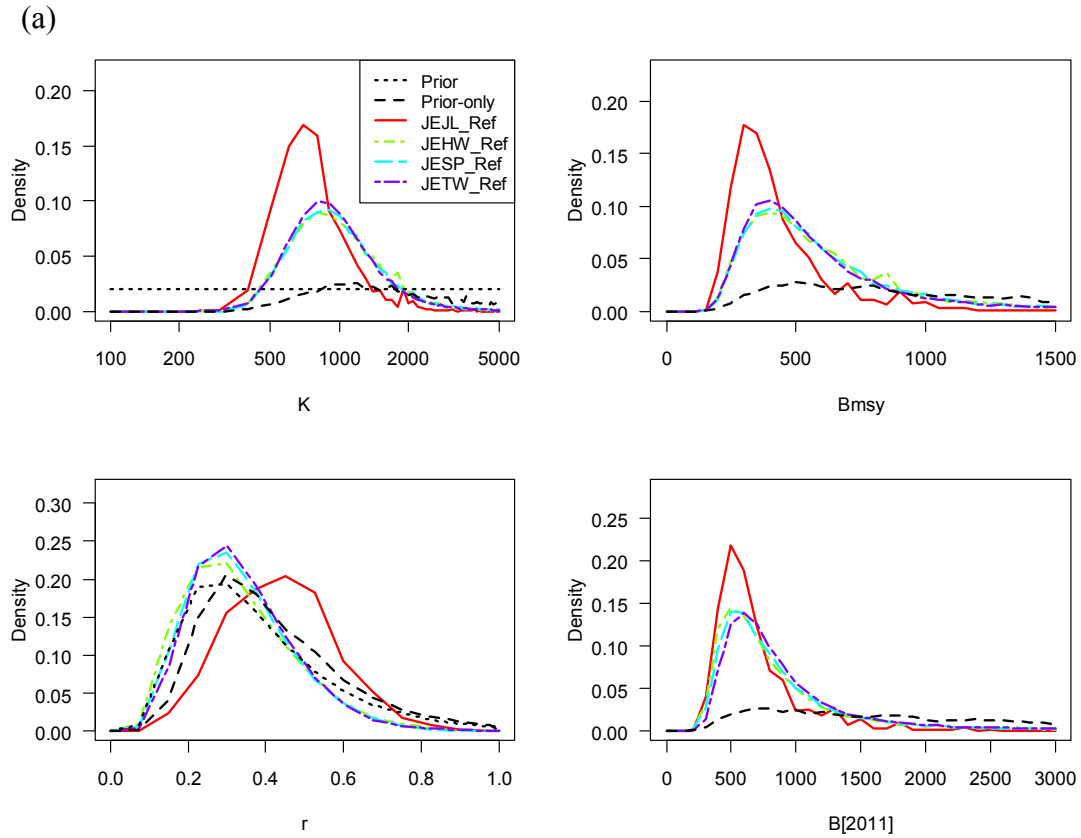 (a)
0.20
0.15
0.10
0.05
0.00
Density
100 200 500 1000 2000 5000
K
Prior
Prior-only
JEJL_Ref
JEHW_Ref
JESP_Ref
JETW_Ref
0.20
0.15
0.10
0.05
0.00
Density
0 500 1000 1500
Bmsy
0.30
0.25
0.20
0.15
0.10
0.05
0.00
Density
0.0 0.2 0.4 0.6 0.8 1.0
r
0.25
0.20
0.15
0.10
0.05
0.00
Density
0 500 1000 1500 2000 2500 3000
B[2011]